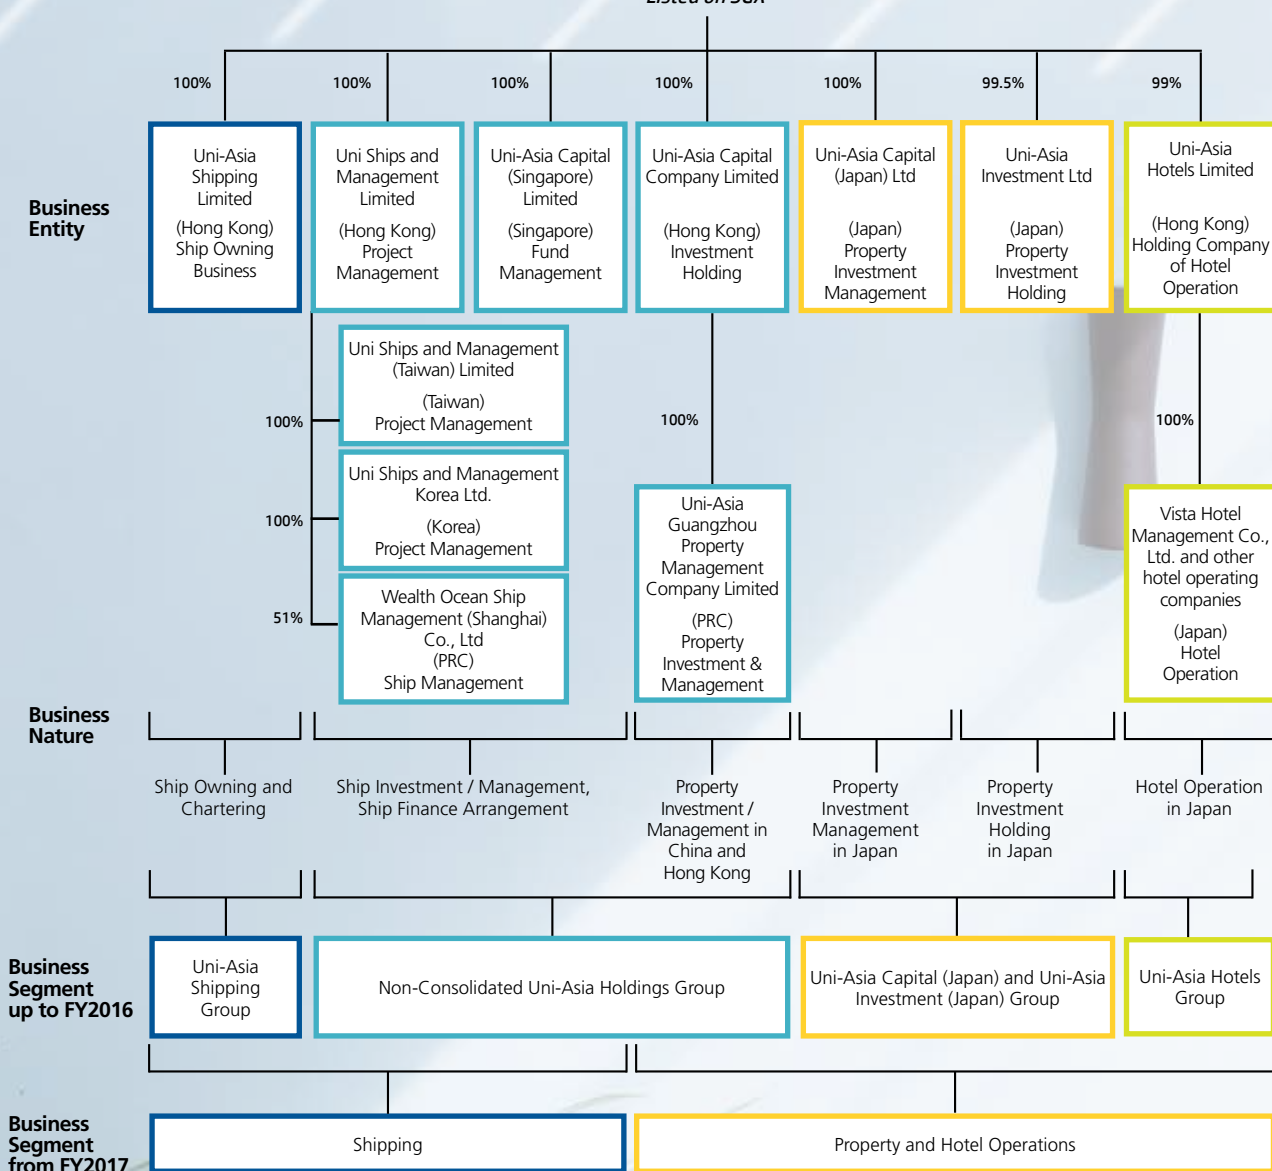 Listed on SGX
100%
100%
100%
100%
100%
99.5%
99%
Business
Entity
Uni-Asia
Shipping
Limited
(Hong Kong)
Ship Owning
Business
Uni Ships and
Management
Limited
(Hong Kong)
Project
Management
Uni-Asia Capital
(Singapore)
Limited
(Singapore)
Fund
Management
Uni-Asia Capital
Company Limited
(Hong Kong)
Investment
Holding
Uni-Asia Capital
(Japan) Ltd
(Japan)
Property
Investment
Management
Uni-Asia
Investment Ltd
(Japan)
Property
Investment
Holding
Uni-Asia
Hotels Limited
(Hong Kong)
Holding Company
of Hotel
Operation
100%
Uni Ships and Management
(Taiwan) Limited
(Taiwan)
Project Management
100%
Uni Ships and Management
Korea Ltd.
(Korea)
Project Management
51%
Wealth Ocean Ship
Management (Shanghai)
Co., Ltd
(PRC)
Ship Management
100%
Uni-Asia
Guangzhou
Property
Management
Company Limited
(PRC)
Property
Investment &
Management
100%
Vista Hotel
Management Co.,
Ltd. and other
hotel operating
companies
(Japan)
Hotel
Operation
Business
Nature
Ship Owning and
Chartering
Ship Investment / Management,
Ship Finance Arrangement
Property
Investment /
Management in
China and
Hong Kong
Property
Investment
Management
in Japan
Property
Investment
Holding
in Japan
Hotel Operation
in Japan
Business
Segment
up to FY2016
Uni-Asia
Shipping
Group
Non-Consolidated Uni-Asia Holdings Group
Uni-Asia Capital (Japan) and Uni-Asia
Investment (Japan) Group
Uni-Asia Hotels
Group
Business
Segment
from FY2017
Shipping
Property and Hotel Operations